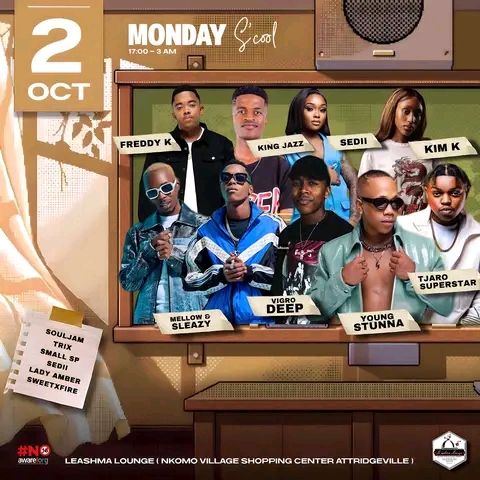 2
OCT
MONDAY S'cool
17:00 - 3 AM
FREDDY K
KING JAZZ
SEDII
KIM K
MELLOW &
SLEAZY
VIGRO
DEEP
YOUNG
STUNNA
TJARO
SUPERSTAR
SOULJAM
TRIX
SMALL SP
SEDII
LADY AMBER
SWEETXFIRE
#NO
18
aware.org
LEASHMA LOUNGE ( NKOMO VILLAGE SHOPPING CENTER ATTRIDGEVILLE )